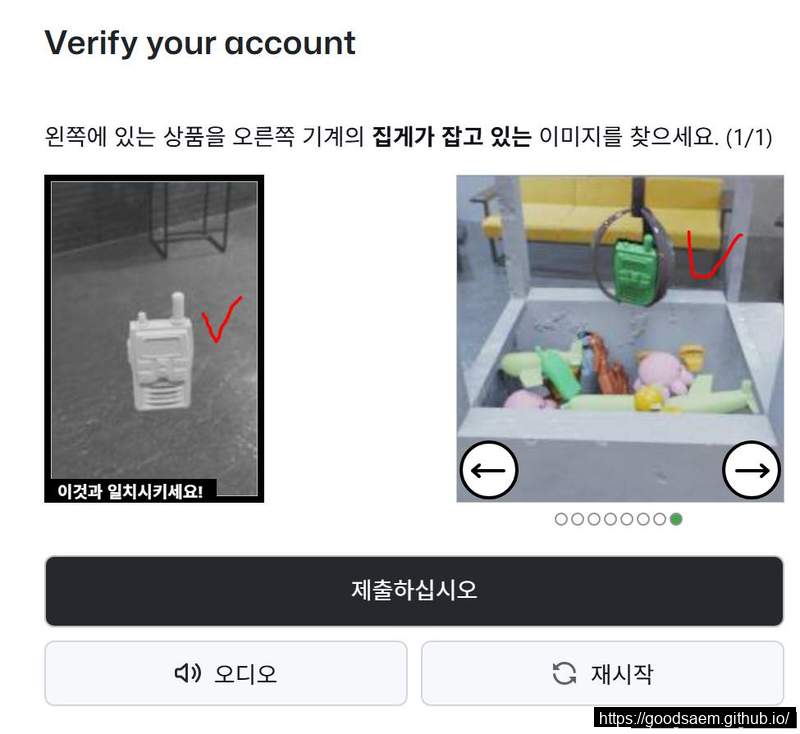 Verify your account
왼쪽에 있는 상품을 오른쪽 기계의 집게가 잡고 있는 이미지를 찾으세요. (1/1)
이것과 일치시키세요!
제출하십시오
오디오
재시작
https://goodsaem.github.io/